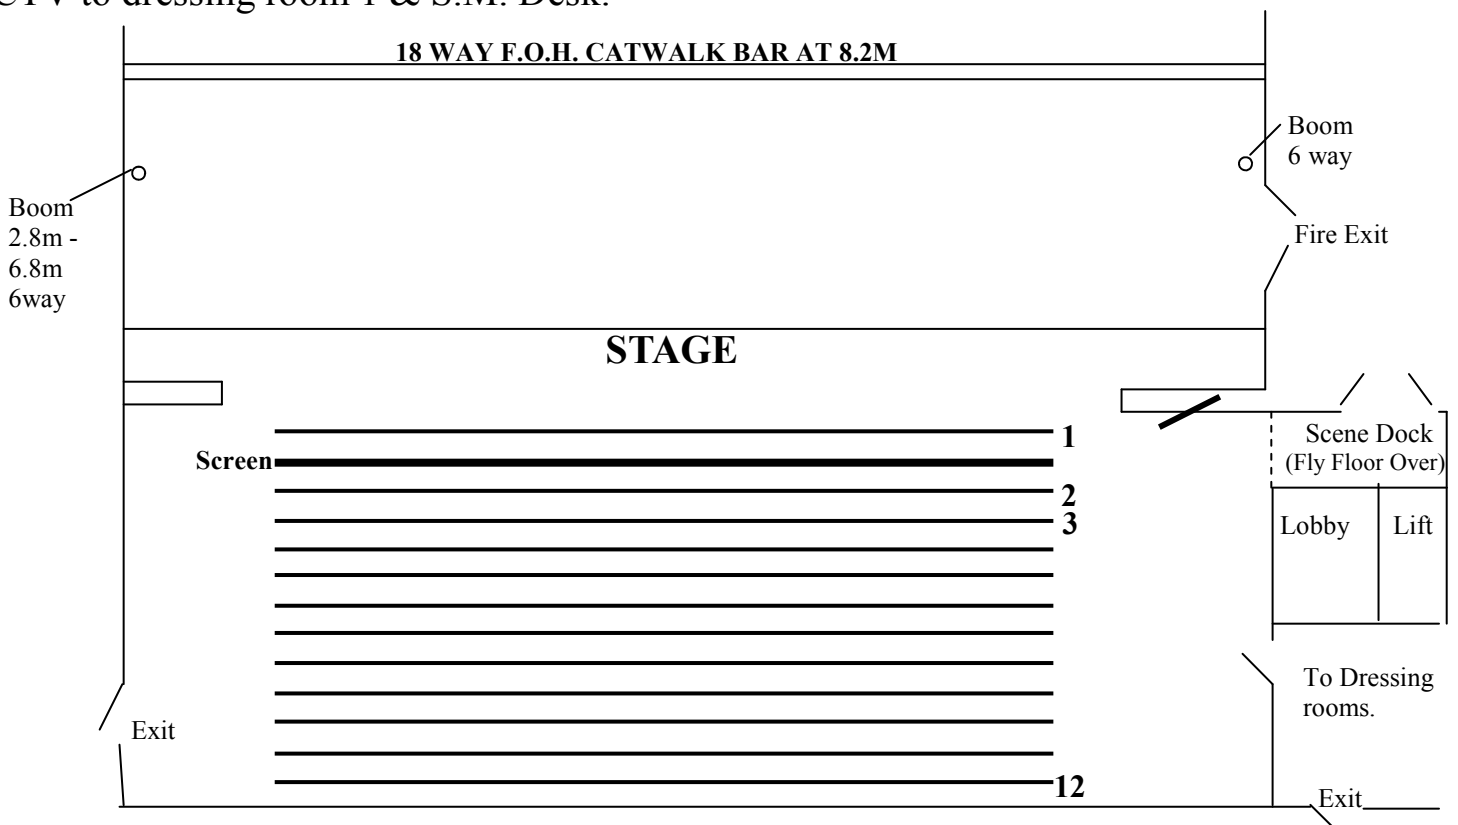 CTV to dressing room 1 & S.M. Desk.
18 WAY F.O.H. CATWALK BAR AT 8.2M
Boom
6 way
Boom
2.8m -
6.8m
6way
Fire Exit
STAGE
1
Scene Dock
Screen
(Fly Floor Over)
2
3
Lobby
Lift
To Dressing
rooms.
Exit
12
Exit